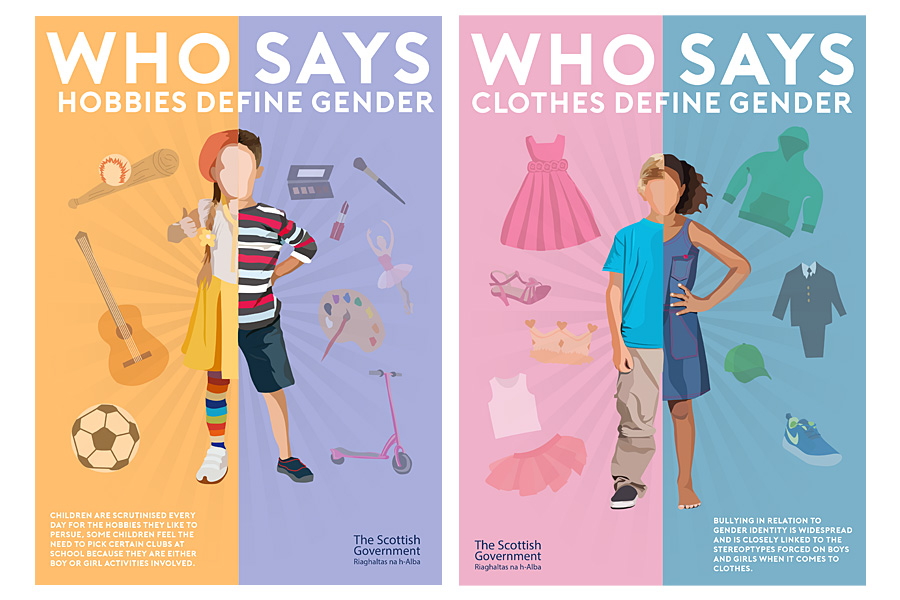 WHO SAYS
HOBBIES DEFINE GENDER
CHILDREN ARE SCRUTINISED EVERY
DAY FOR THE HOBBIES THEY LIKE TO
PERSUE, SOME CHILDREN FEEL THE
NEED TO PICK CERTAIN CLUBS AT
SCHOOL BECAUSE THEY ARE EITHER
BOY OR GIRL ACTIVITIES INVOLVED.
The Scottish
Government
Riaghaltas na h-Alba
WHO SAYS
CLOTHES DEFINE GENDER
The Scottish
Government
Riaghaltas na h-Alba
BULLYING IN RELATION TO
GENDER IDENTITY IS WIDESPREAD
AND IS CLOSELY LINKED TO THE
STEREOPTYPES FORCED ON BOYS
AND GIRLS WHEN IT COMES TO
CLOTHES.